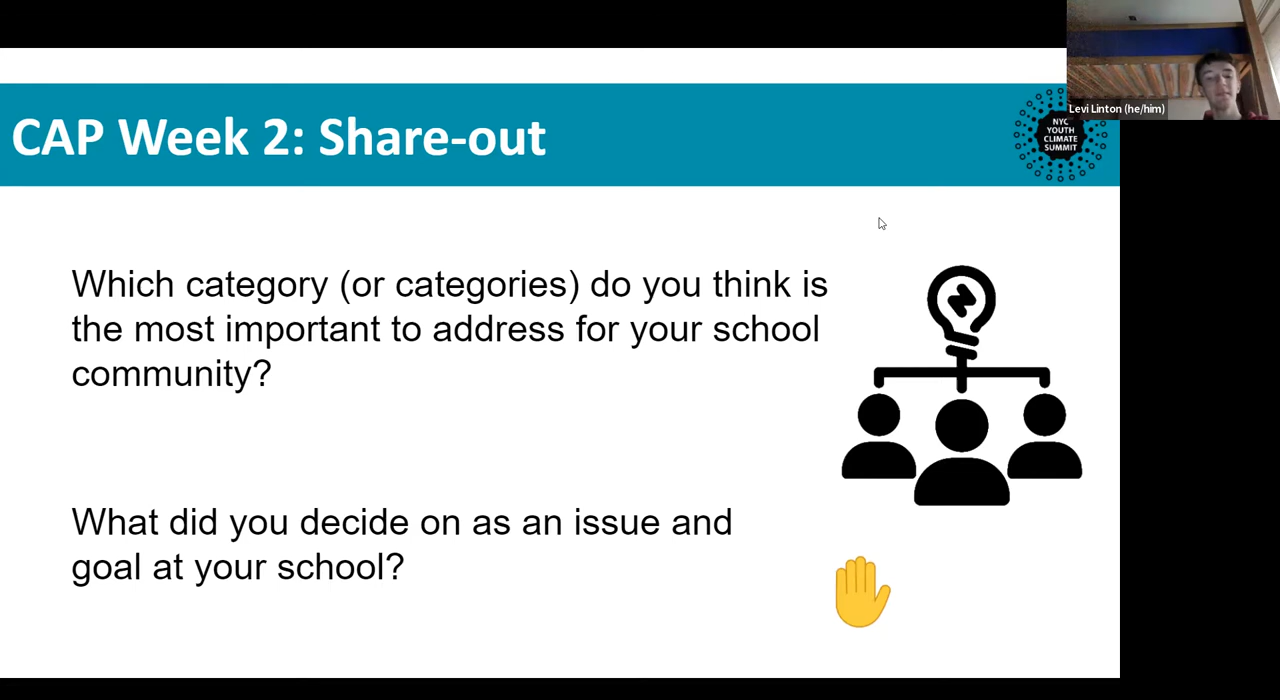 CAP Week 2: Share-out
Levi Linton (he/him)
NYC
YOUTH
CLIMATE
SUMMIT
Which category (or categories) do you think is
the most important to address for your school
community?
What did you decide on as an issue and
goal at your school?